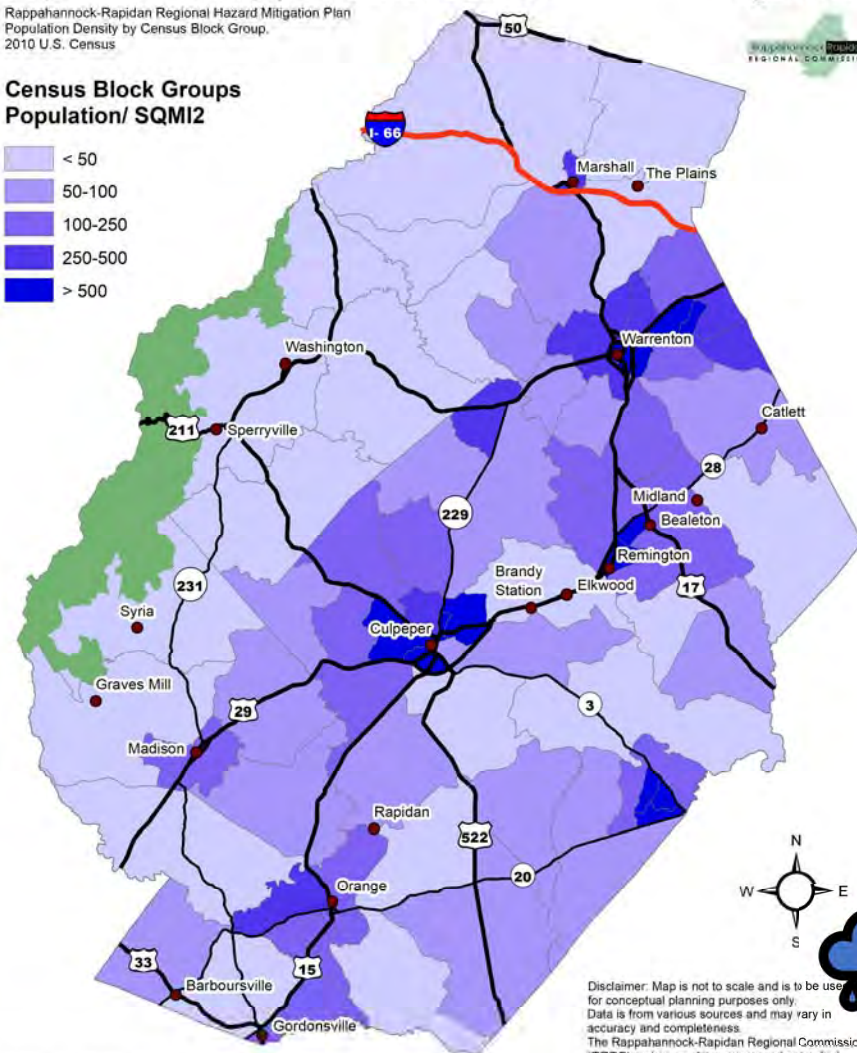 Rappahannock-Rapidan Regional Hazard Mitigation Plan
Population Density by Census Block Group.
2010 U.S. Census
Rappahannock Rapidan
REGIONAL COMMISSI
Census Block Groups
Population/ SQMI2
< 50
50-100
100-250
250-500
> 500
50
I- 66
Marshall
The Plains
Warrenton
Washington
211
Sperryville
Catlett
28
229
Midland
Bealeton
Remington
Brandy
Station
Elkwood
17
231
Syria
Culpeper
Graves Mill
29
3
Madison
Rapidan
522
20
Orange
N
W
E
S
33
15
Barboursville
Gordonsville
Disclaimer: Map is not to scale and is to be use
for conceptual planning purposes only.
Data is from various sources and may vary in
accuracy and completeness.
The Rappahannock-Rapidan Regional Commissio